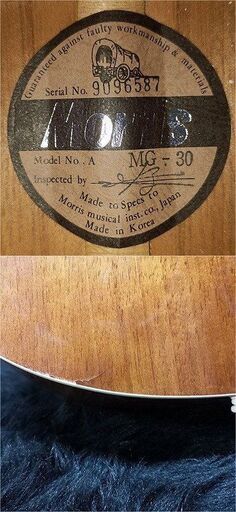 Guaranteed against faulty workmanship & materials
Serial No. 9096587
Morris
Model No. A MG-30
Inspected by
Made to Specs to
Morris musical inst. co., Japan
Made in Korea